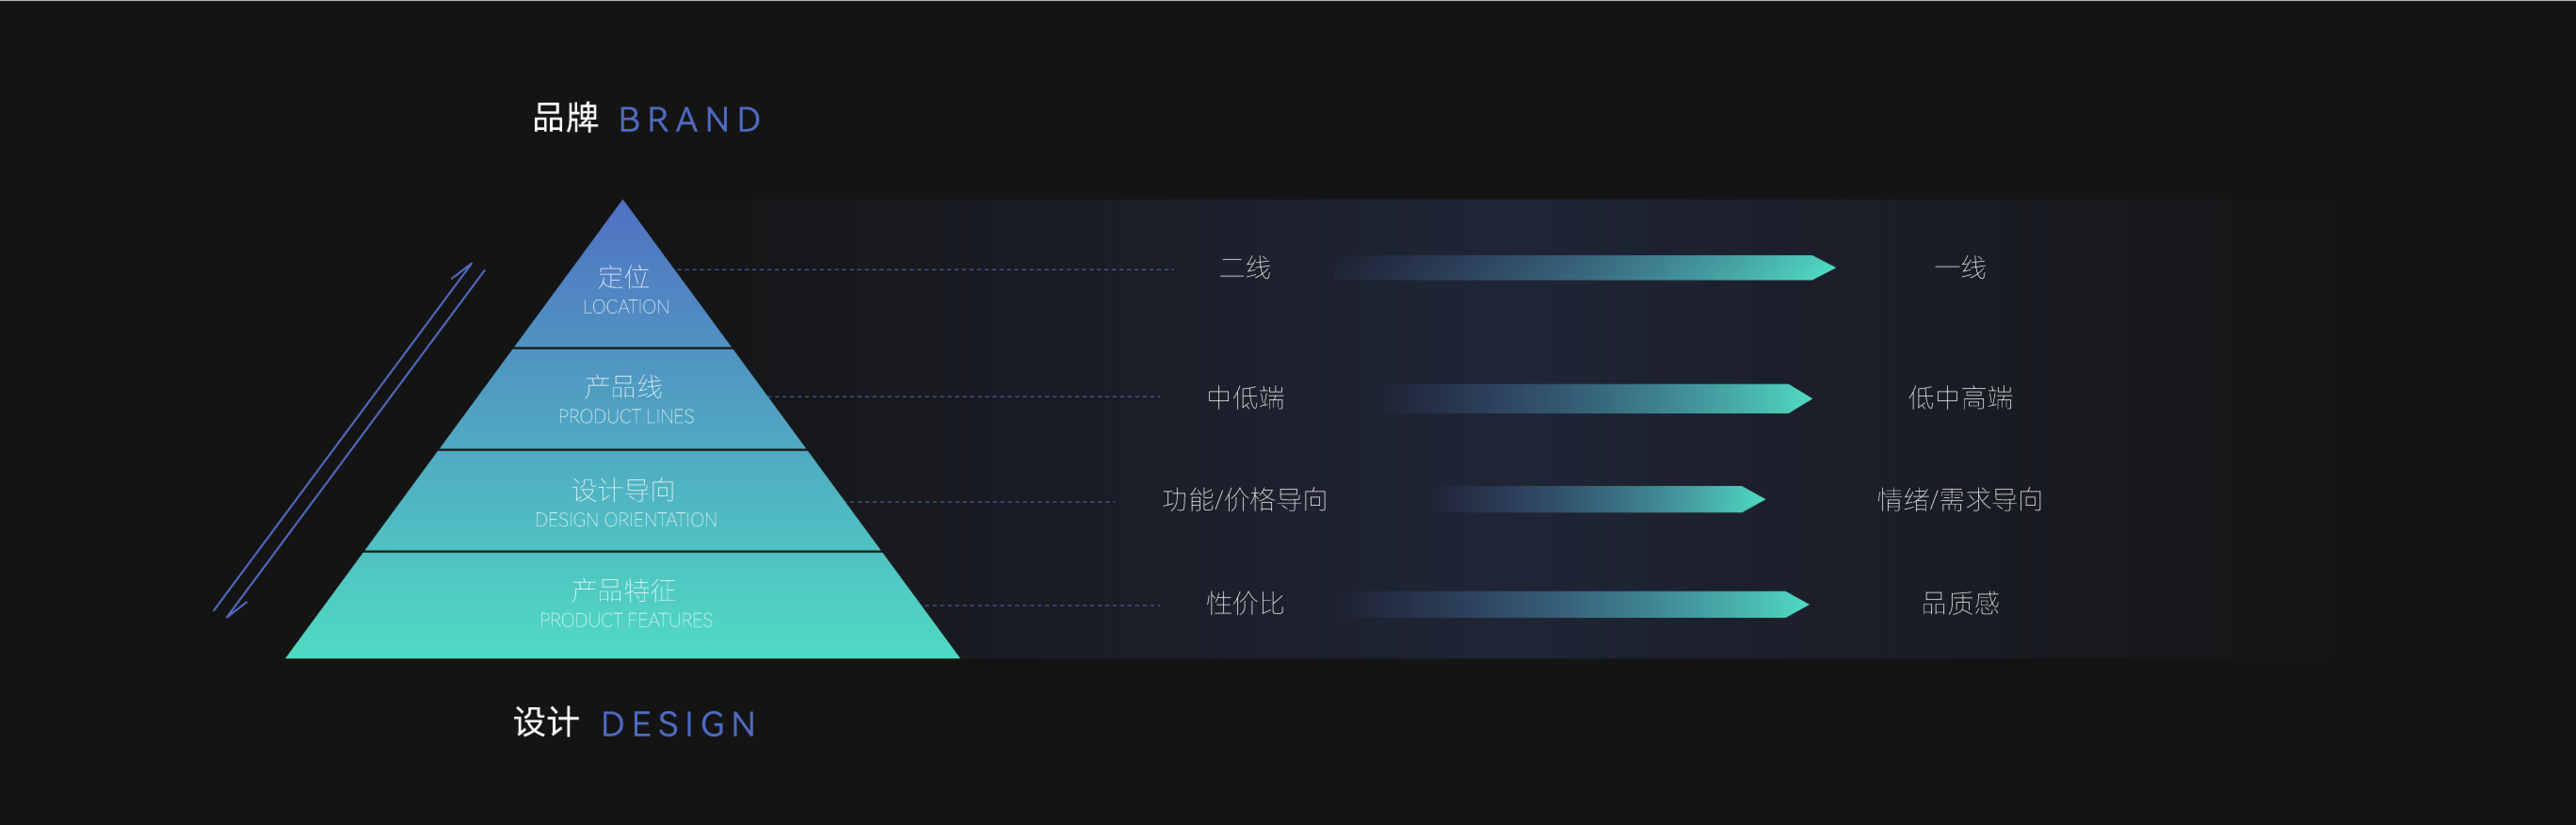 品牌 BRAND
定位
LOCATION
二线
一线
产品线
PRODUCT LINES
中低端
低中高端
设计导向
DESIGN ORIENTATION
功能/价格导向
情绪/需求导向
产品特征
PRODUCT FEATURES
性价比
品质感
设计 DESIGN